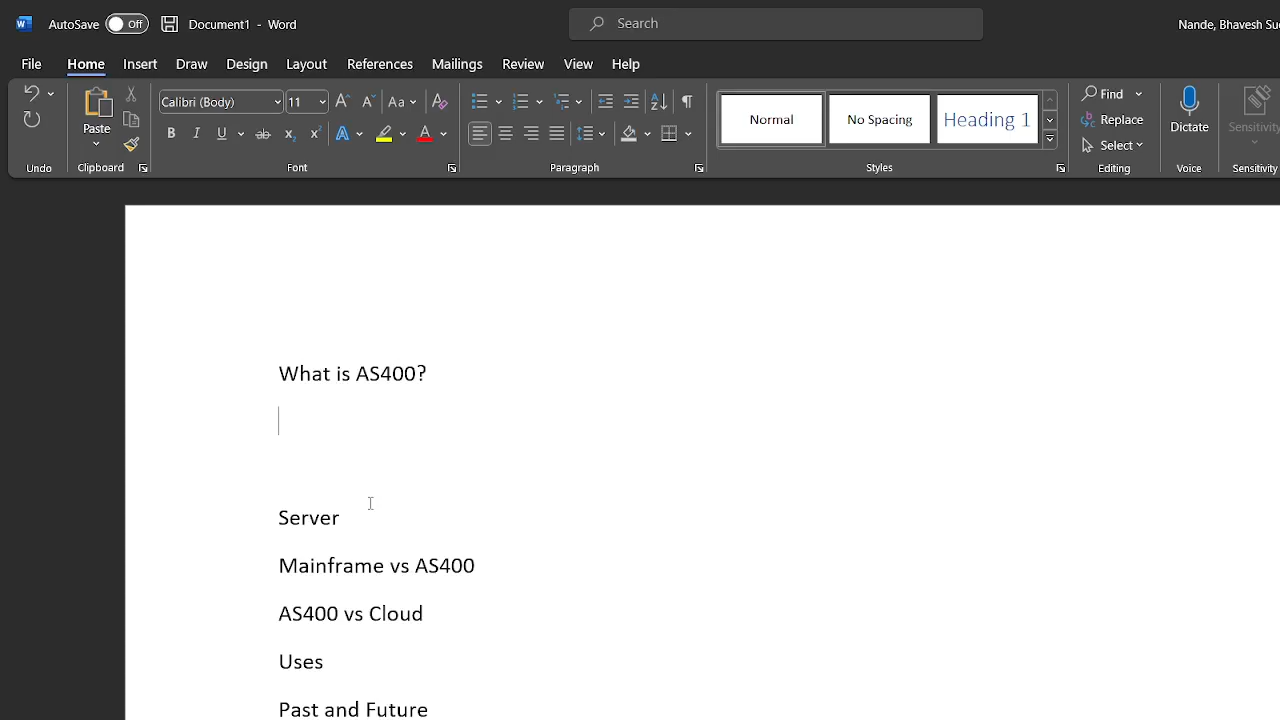 AutoSave Off Document1 - Word Search Nande, Bhavesh Su
File Home Insert Draw Design Layout References Mailings Review View Help
Calibri (Body) 11 Aa Normal No Spacing Heading 1 Find
Paste Replace Dictate Sensitivity
Select
Undo Clipboard Font Paragraph Styles Editing Voice Sensitivity
What is AS400?
Server
Mainframe vs AS400
AS400 vs Cloud
Uses
Past and Future